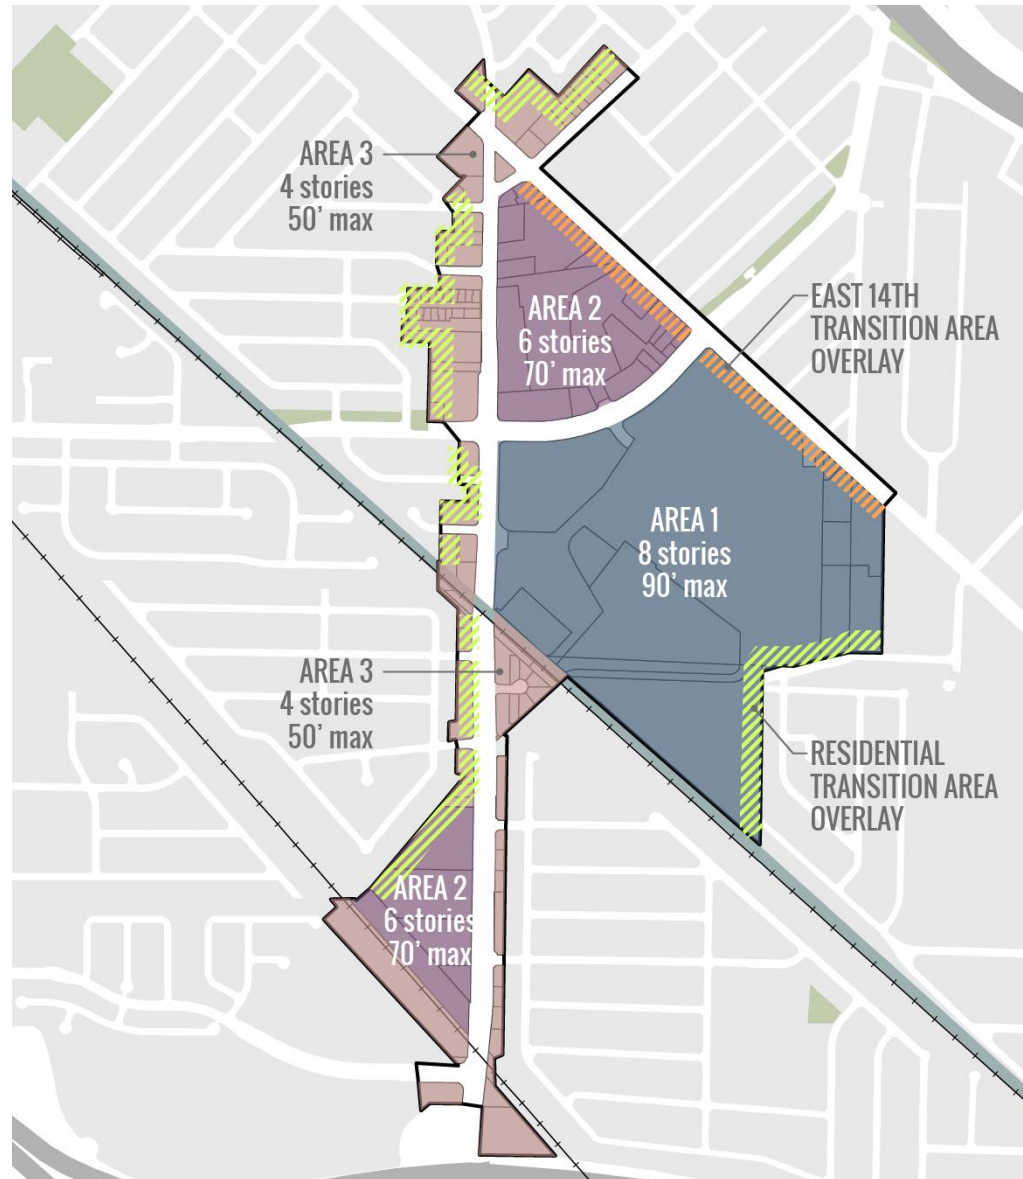 AREA 3
4 stories
50’ max
AREA 2
6 stories
70’ max
EAST 14TH
TRANSITION AREA
OVERLAY
AREA 1
8 stories
90’ max
AREA 3
4 stories
50’ max
RESIDENTIAL
TRANSITION AREA
OVERLAY
AREA 2
6 stories
70’ max